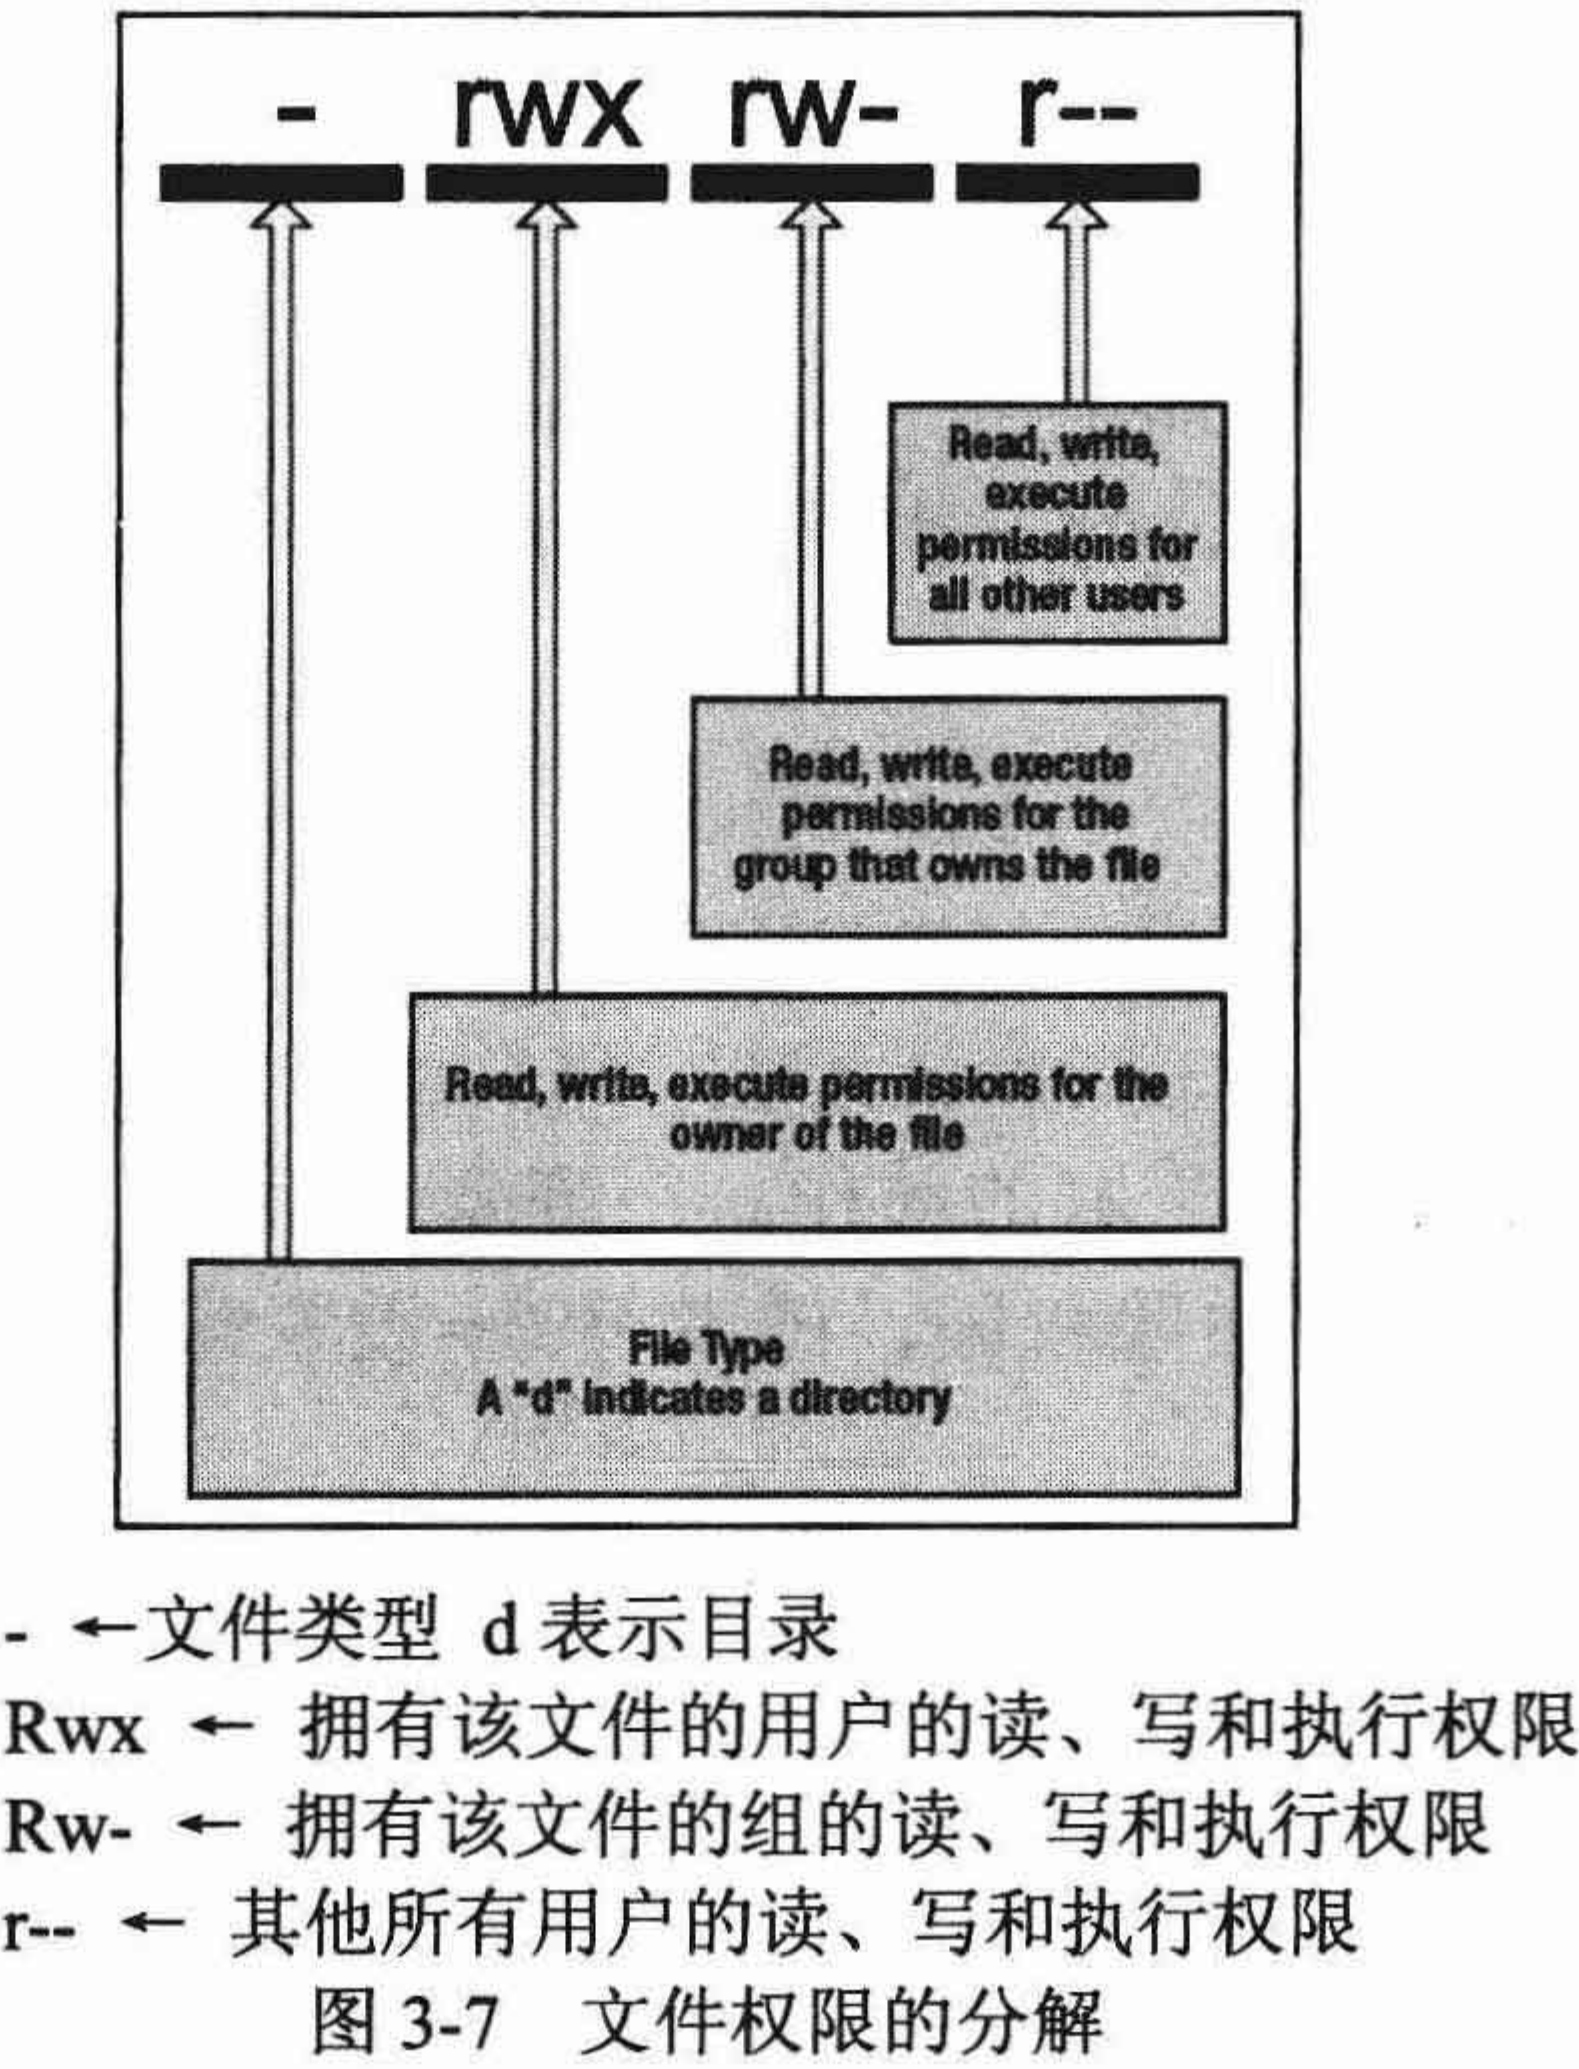 - rwx rw- r--
Read, write,
execute
permissions for
all other users
Read, write, execute
permissions for the
group that owns the file
Read, write, execute permissions for the
owner of the file
File Type
A "d" indicates a directory
- ←文件类型 d 表示目录
Rwx ← 拥有该文件的用户的读、写和执行权限
Rw- ← 拥有该文件的组的读、写和执行权限
r-- ← 其他所有用户的读、写和执行权限
图 3-7 文件权限的分解